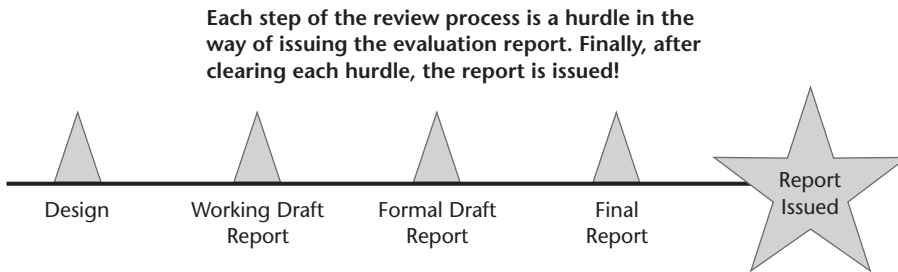 Each step of the review process is a hurdle in the
way of issuing the evaluation report. Finally, after
clearing each hurdle, the report is issued!
Design
Working Draft
Report
Formal Draft
Report
Final
Report
Report
Issued